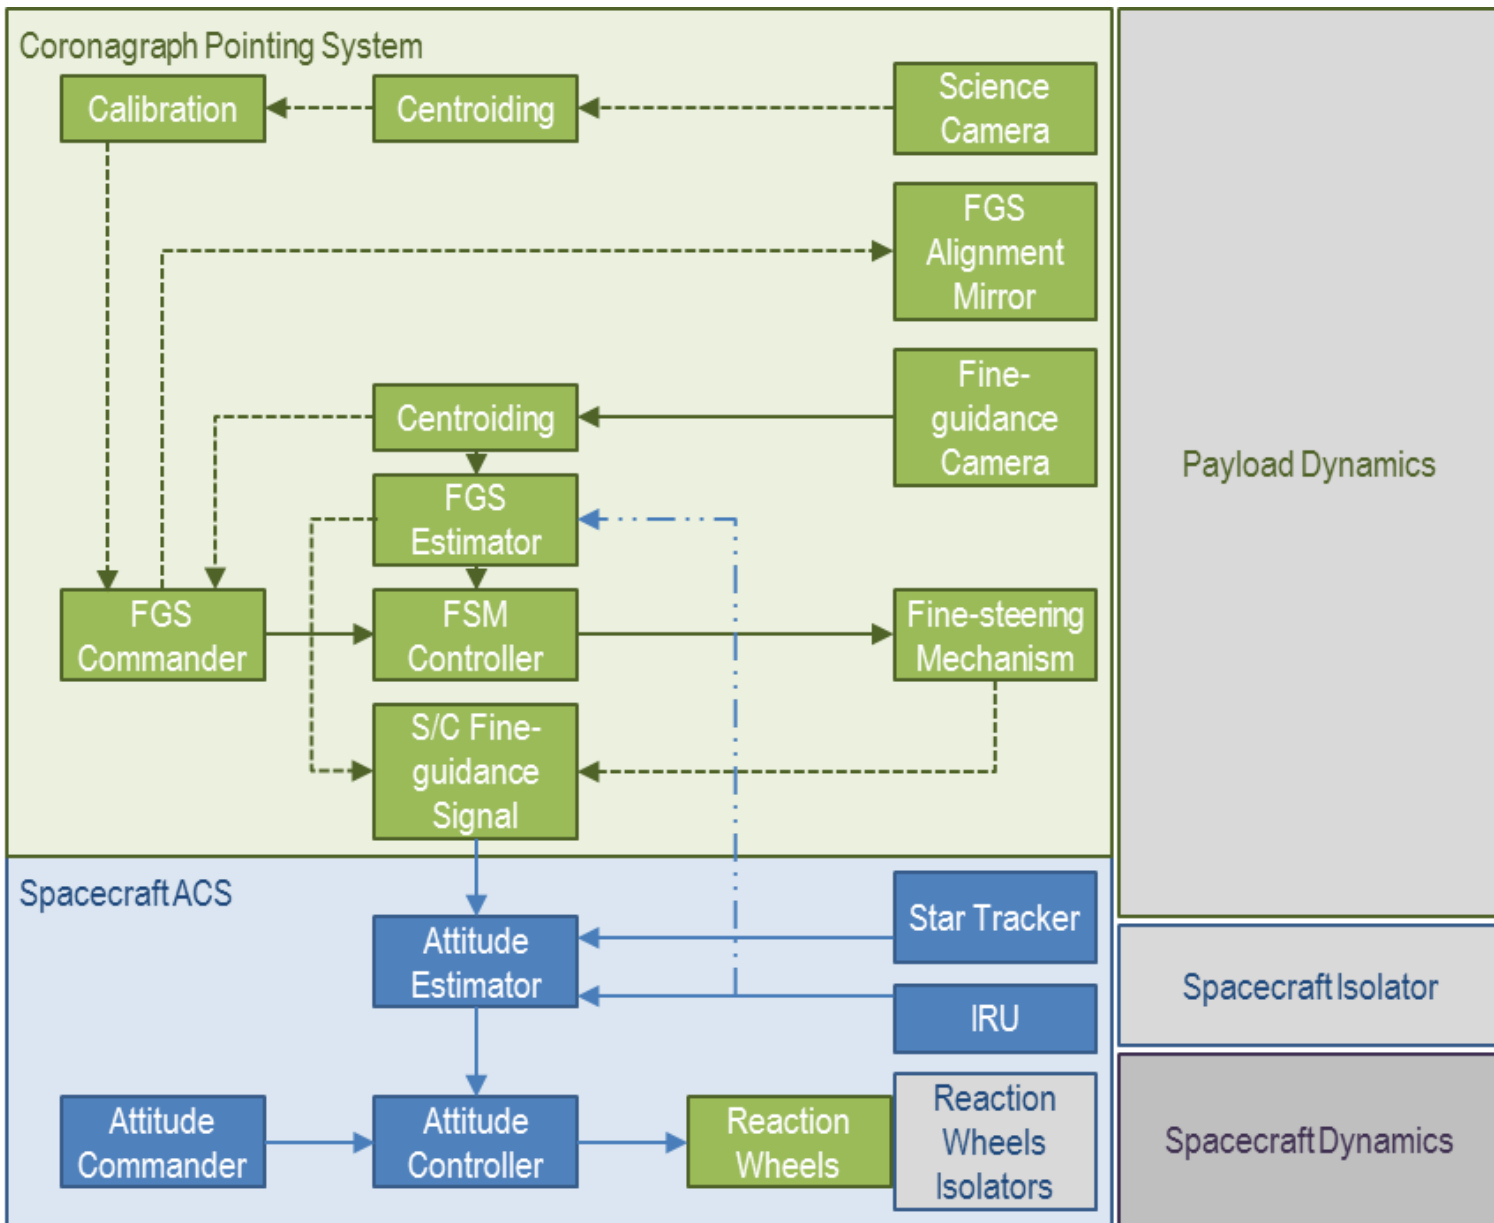 Coronagraph Pointing System
Calibration
Centroiding
Science
Camera
FGS
Alignment
Mirror
Centroiding
Fine-
guidance
Camera
FGS
Estimator
FGS
Commander
FSM
Controller
Fine-steering
Mechanism
S/C Fine-
guidance
Signal
Payload Dynamics
Spacecraft ACS
Star Tracker
Attitude
Estimator
IRU
Spacecraft Isolator
Attitude
Commander
Attitude
Controller
Reaction
Wheels
Reaction
Wheels
Isolators
Spacecraft Dynamics